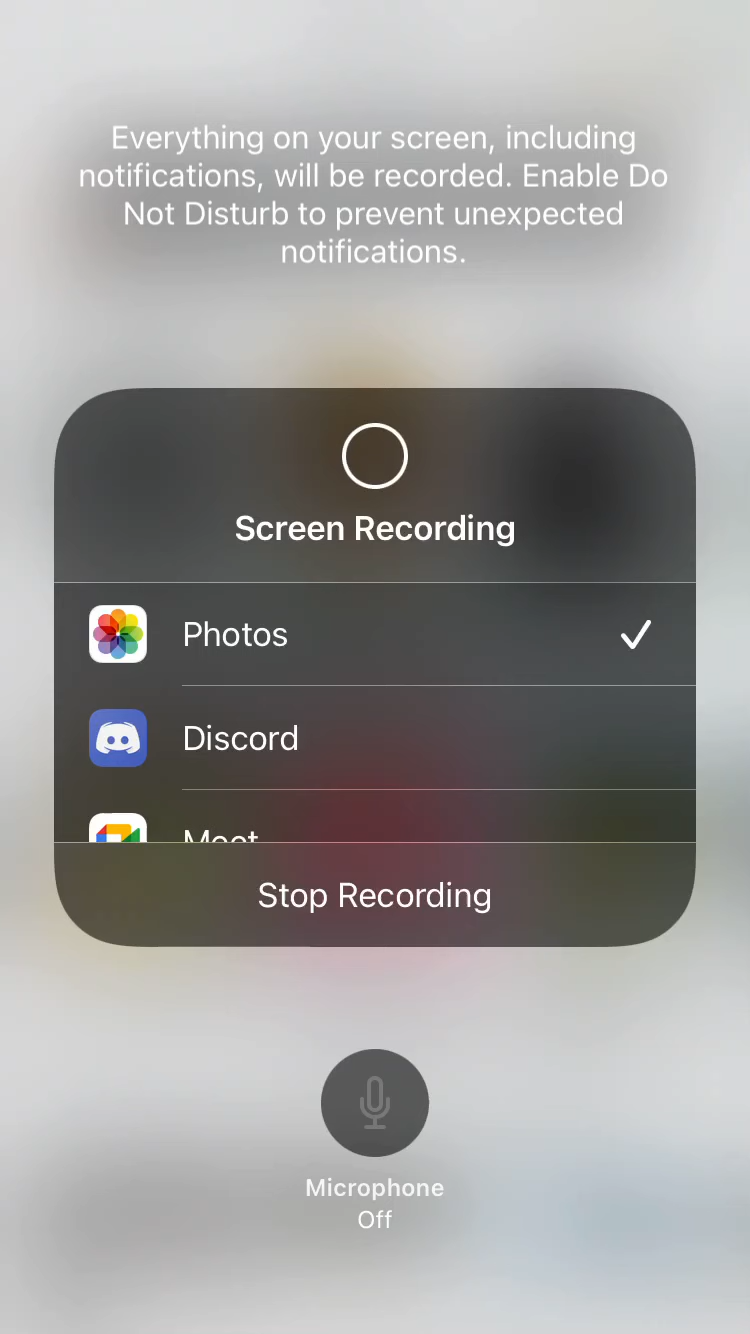 Everything on your screen, including
notifications, will be recorded. Enable Do
Not Disturb to prevent unexpected
notifications.
Screen Recording
Photos
Discord
Meet
Stop Recording
Microphone
Off